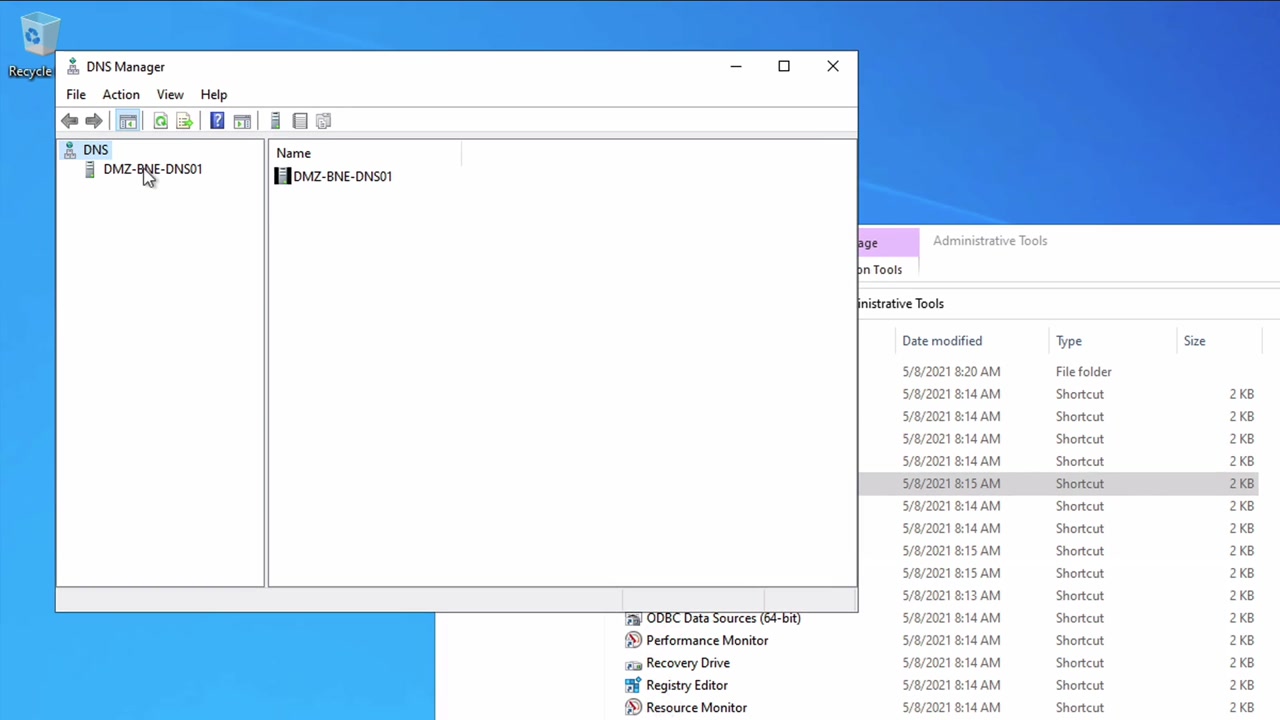 Recycle
DNS Manager
File Action View Help
DNS
DMZ-BNE-DNS01
Name
DMZ-BNE-DNS01
age
Administrative Tools
on Tools
inistrative Tools
Date modified Type Size
5/8/2021 8:20 AM File folder
5/8/2021 8:14 AM Shortcut 2 KB
5/8/2021 8:14 AM Shortcut 2 KB
5/8/2021 8:14 AM Shortcut 2 KB
5/8/2021 8:14 AM Shortcut 2 KB
5/8/2021 8:15 AM Shortcut 2 KB
5/8/2021 8:14 AM Shortcut 2 KB
5/8/2021 8:14 AM Shortcut 2 KB
5/8/2021 8:15 AM Shortcut 2 KB
5/8/2021 8:15 AM Shortcut 2 KB
5/8/2021 8:13 AM Shortcut 2 KB
ODBC Data Sources (64-bit) 5/8/2021 8:14 AM Shortcut 2 KB
Performance Monitor 5/8/2021 8:14 AM Shortcut 2 KB
Recovery Drive 5/8/2021 8:14 AM Shortcut 2 KB
Registry Editor 5/8/2021 8:14 AM Shortcut 2 KB
Resource Monitor 5/8/2021 8:14 AM Shortcut 2 KB